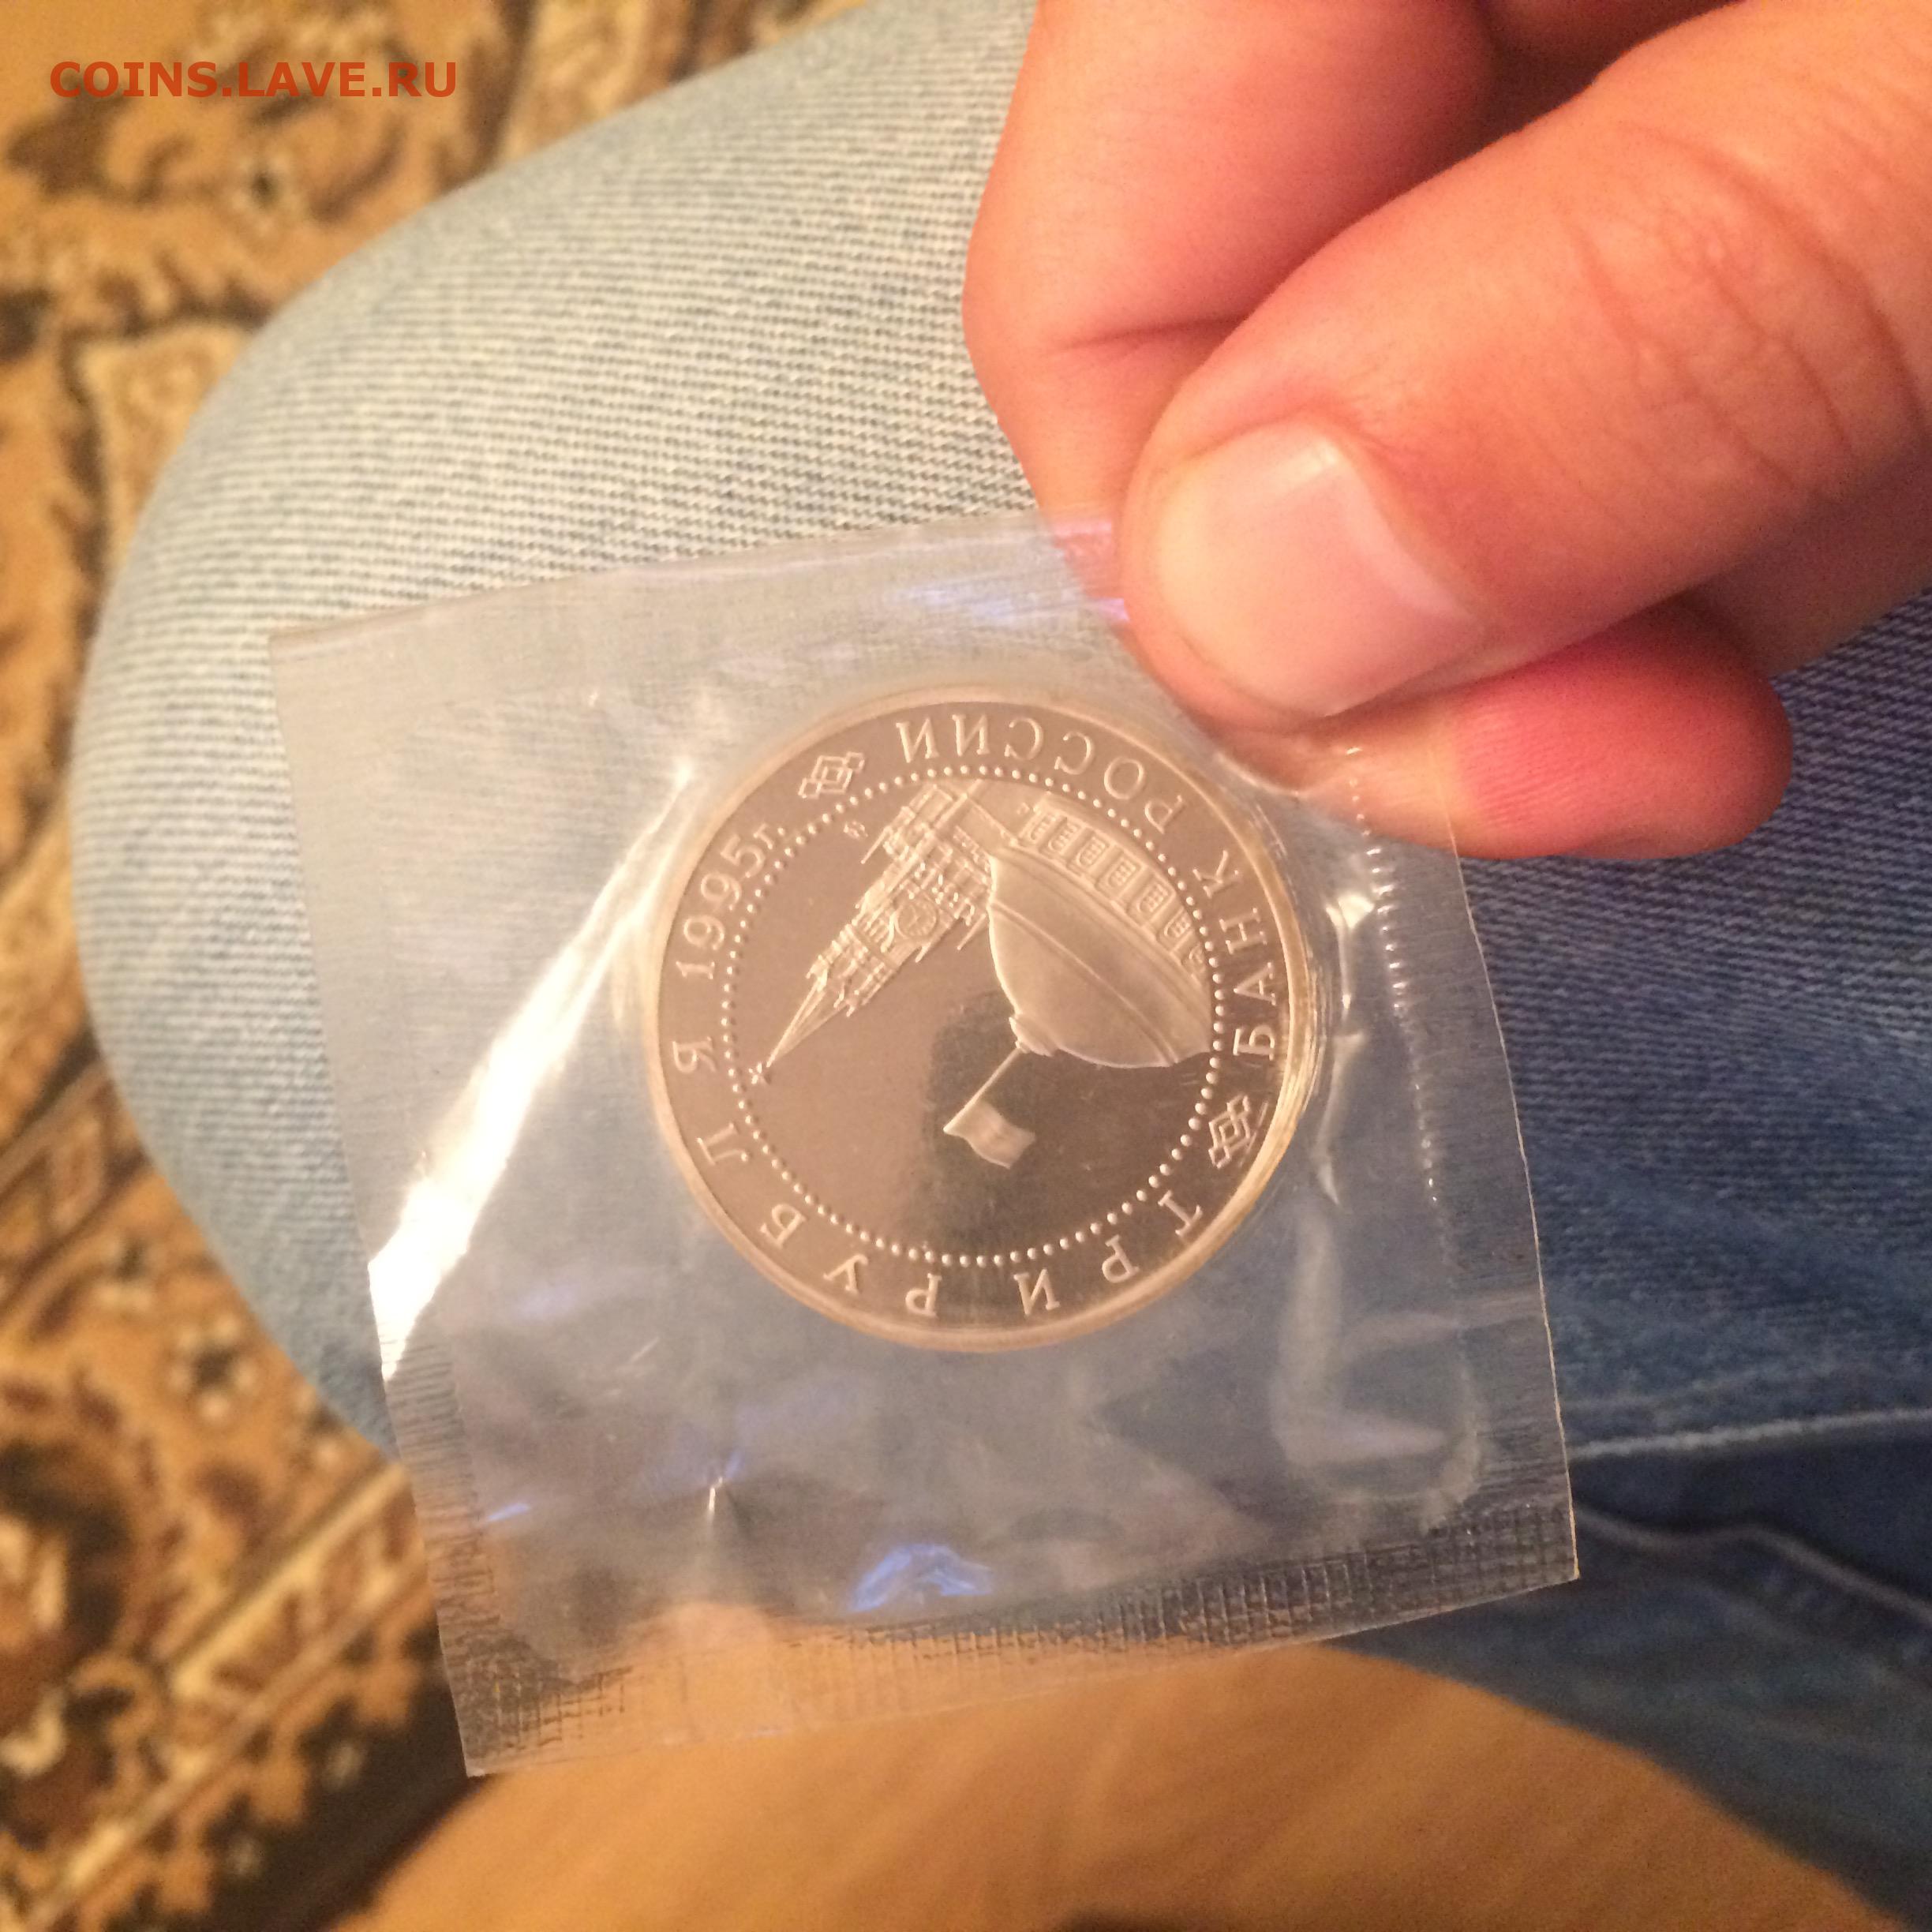 COINS.LAVE.RU
ТРИ РУБЛЯ 1995г.
БАНК РОССИИ